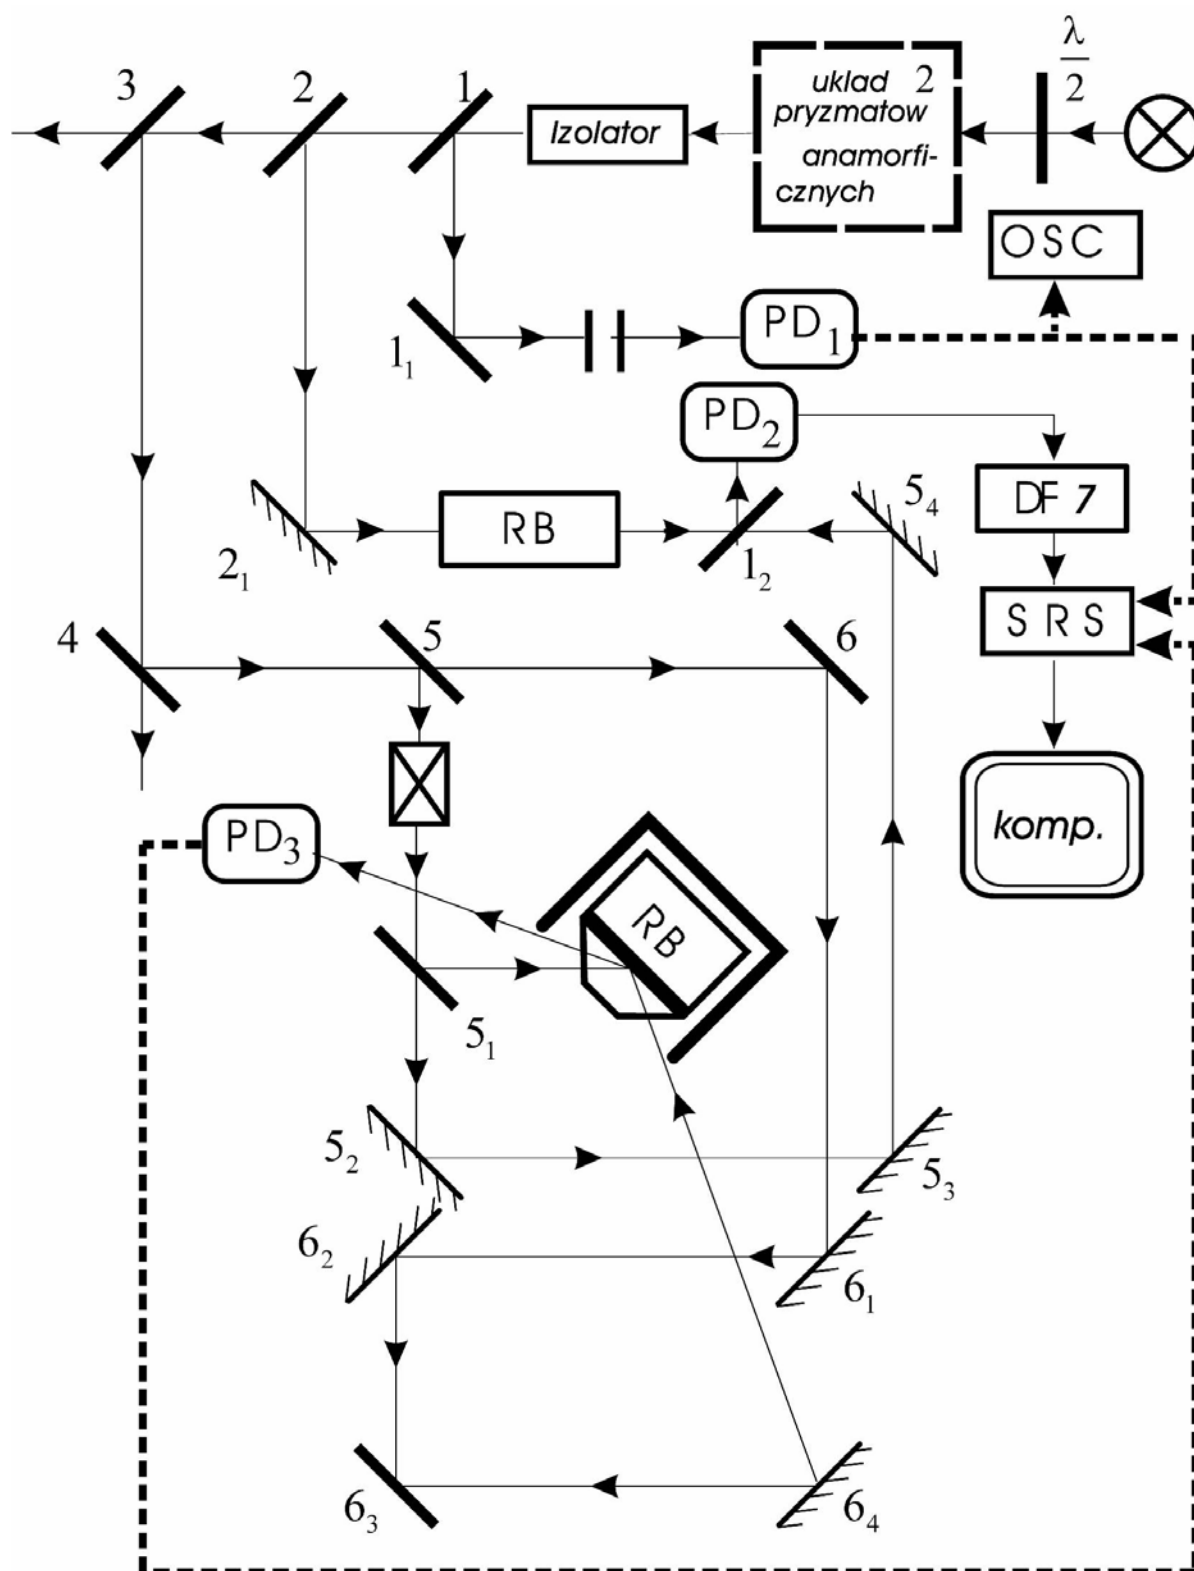 3
2
1
Izolator
uklad 2
pryzmatow
anamorfi-
cznych
λ/2
OSC
1₁
PD₁
PD₂
DF 7
5₄
2₁
RB
1₂
SRS
4
5
6
komp.
PD₃
RB
5₁
5₂
5₃
6₂
6₁
6₃
6₄